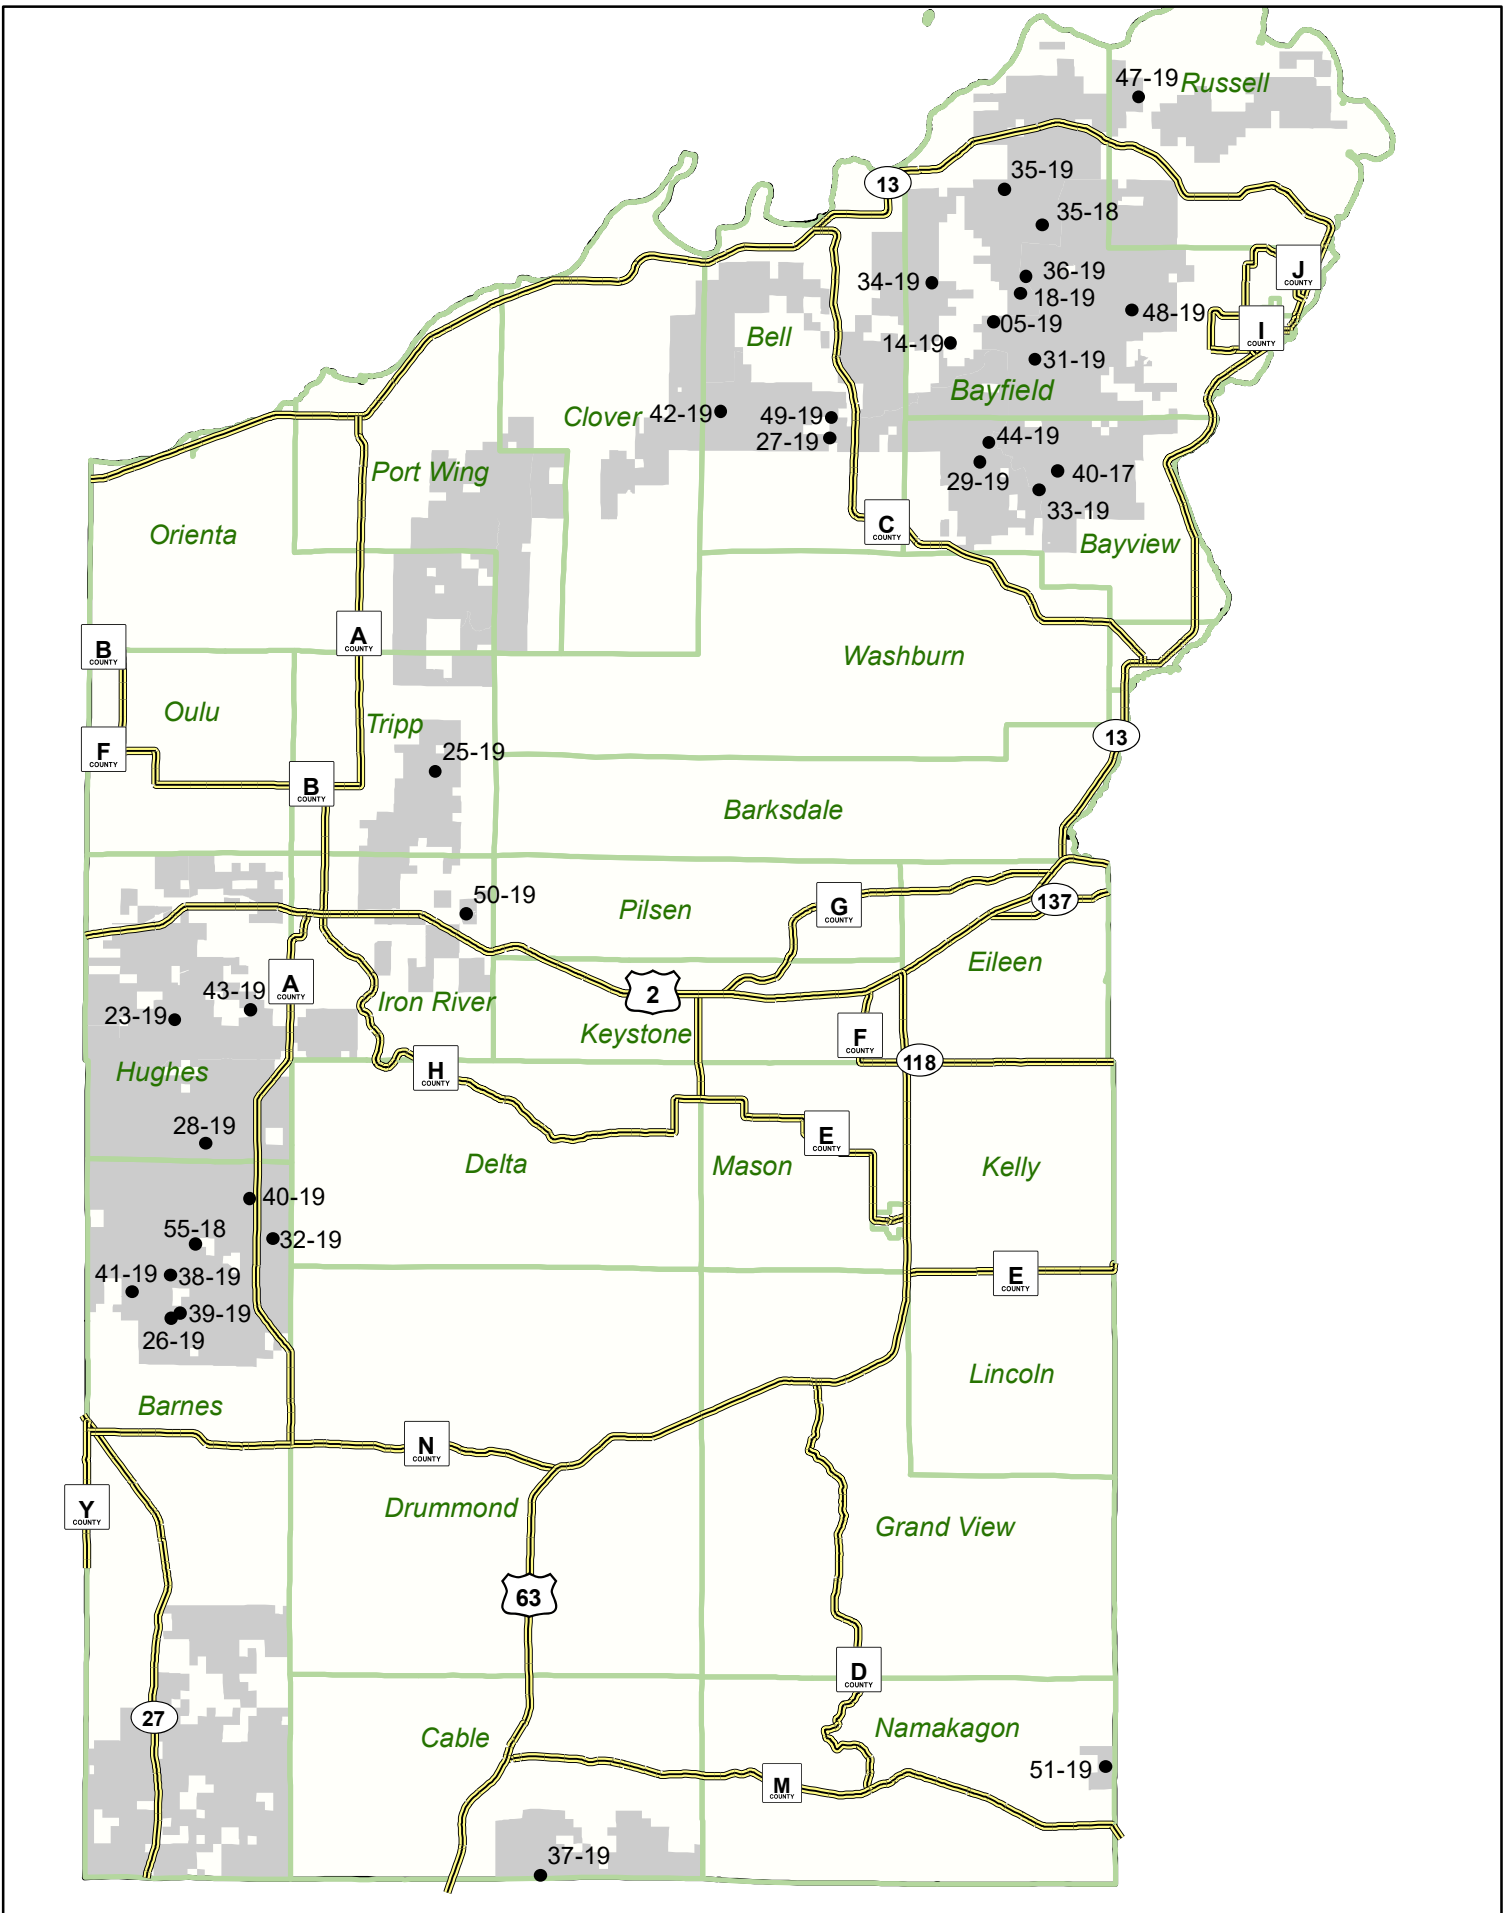 47-19
Russell
35-19
13
35-18
J
COUNTY
36-19
34-19
18-19
48-19
05-19
I
COUNTY
Bell
14-19
31-19
Bayfield
Clover
42-19
49-19
27-19
44-19
Port Wing
29-19
40-17
33-19
C
COUNTY
Orienta
Bayview
A
COUNTY
B
COUNTY
Washburn
Oulu
Tripp
13
F
COUNTY
25-19
B
COUNTY
Barksdale
50-19
G
COUNTY
137
Pilsen
Eileen
A
COUNTY
43-19
2
Iron River
23-19
Keystone
F
COUNTY
118
Hughes
H
COUNTY
28-19
E
COUNTY
Delta
Mason
Kelly
40-19
55-18
32-19
41-19
38-19
E
COUNTY
39-19
26-19
Lincoln
Barnes
N
COUNTY
Y
COUNTY
Drummond
Grand View
63
D
COUNTY
27
Cable
Namakagon
51-19
M
COUNTY
37-19